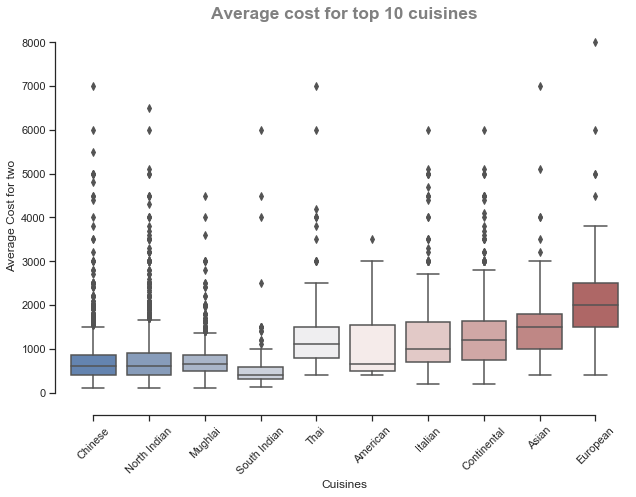 Average cost for top 10 cuisines
8000
7000
6000
5000
4000
3000
2000
1000
0
Average Cost for two
Chinese
North Indian
Mughlai
South Indian
Thai
American
Italian
Continental
Asian
European
Cuisines